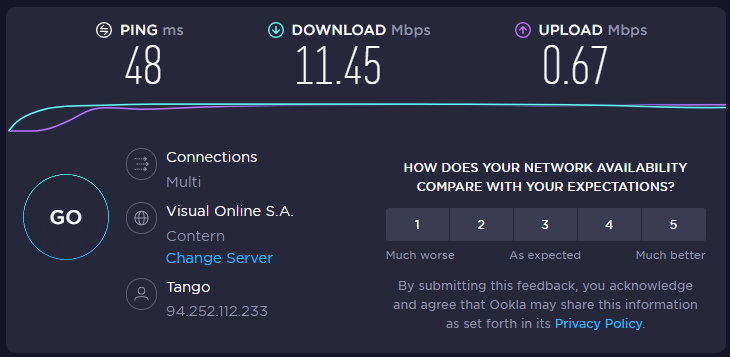 PING ms
48
DOWNLOAD Mbps
11.45
UPLOAD Mbps
0.67
GO
Connections
Multi
Visual Online S.A.
Contern
Change Server
Tango
94.252.112.233
HOW DOES YOUR NETWORK AVAILABILITY
COMPARE WITH YOUR EXPECTATIONS?
1 2 3 4 5
Much worse As expected Much better
By submitting this feedback, you acknowledge
and agree that Ookla may share this information
as set forth in its Privacy Policy.